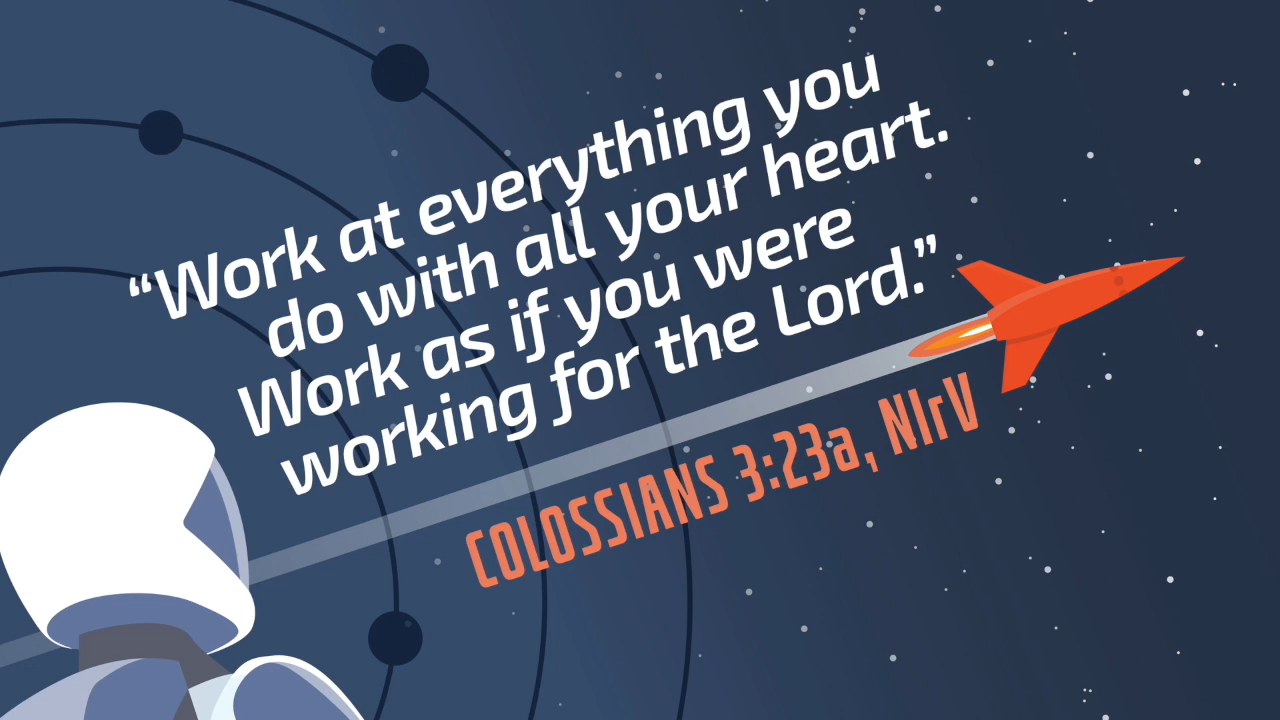 “Work at everything you
do with all your heart.
Work as if you were
working for the Lord.”
COLOSSIANS 3:23a, NIrV